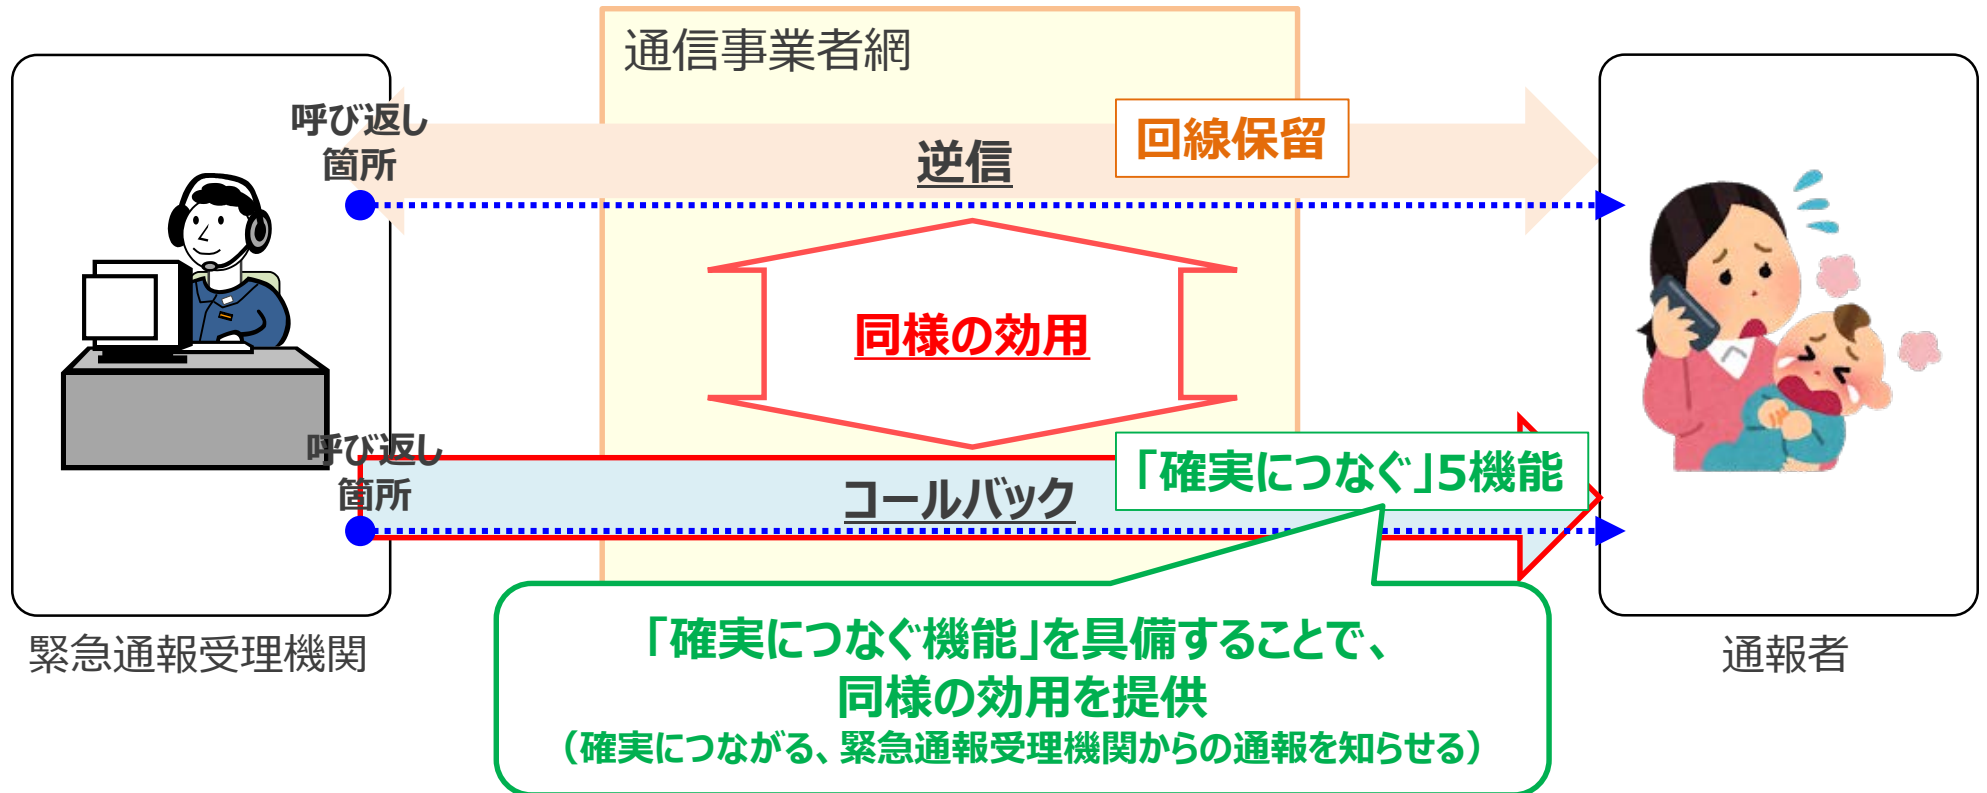 通信事業者網
呼び返し
箇所
逆信
回線保留
同様の効用
呼び返し
箇所
コールバック
「確実につなぐ」5機能
緊急通報受理機関
通報者
「確実につなぐ機能」を具備することで、
同様の効用を提供
（確実につながる、緊急通報受理機関からの通報を知らせる）